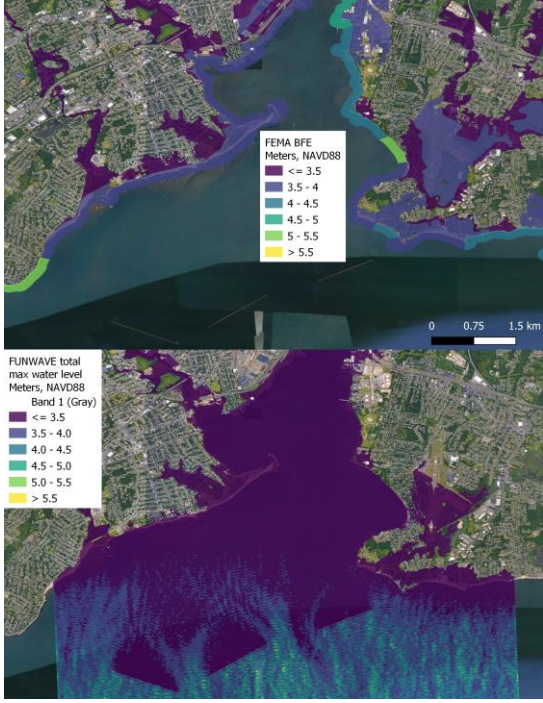 FEMA BFE
Meters, NAVD88
<= 3.5
3.5 - 4
4 - 4.5
4.5 - 5
5 - 5.5
> 5.5
0 0.75 1.5 km
FUNWAVE total
max water level
Meters, NAVD88
Band 1 (Gray)
<= 3.5
3.5 - 4.0
4.0 - 4.5
4.5 - 5.0
5.0 - 5.5
> 5.5